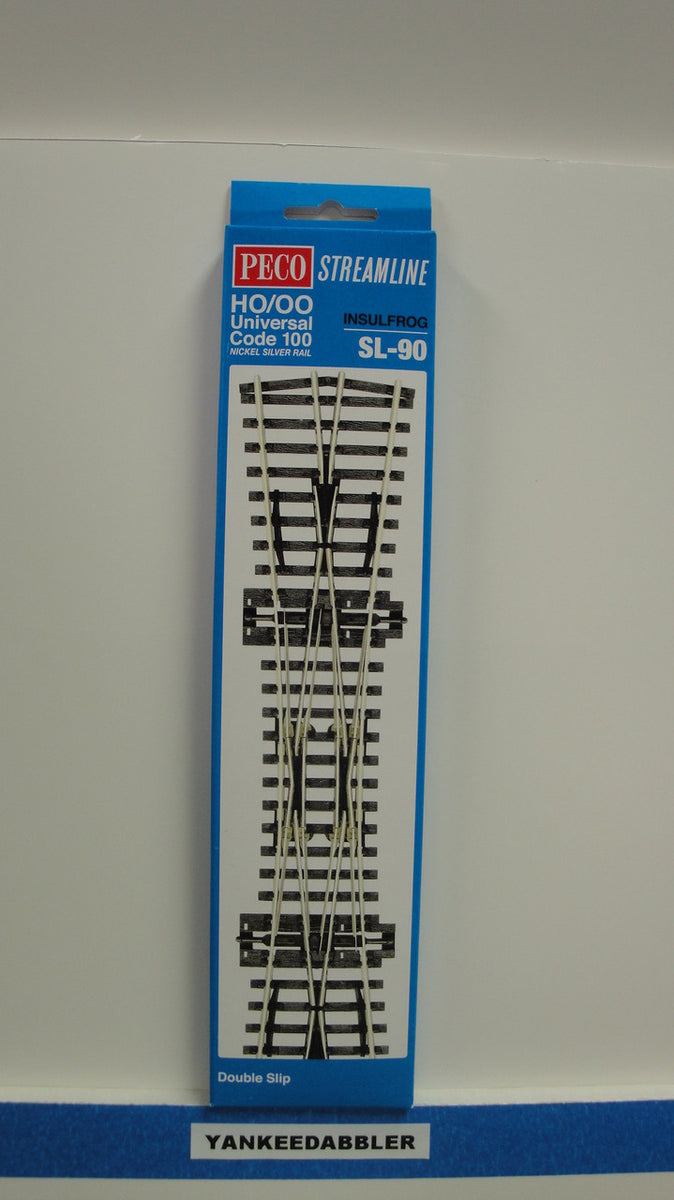 PECO STREAMLINE
HO/OO
Universal
Code 100
NICKEL SILVER RAIL
INSULFROG
SL-90
Double Slip
YANKEEDABBLER